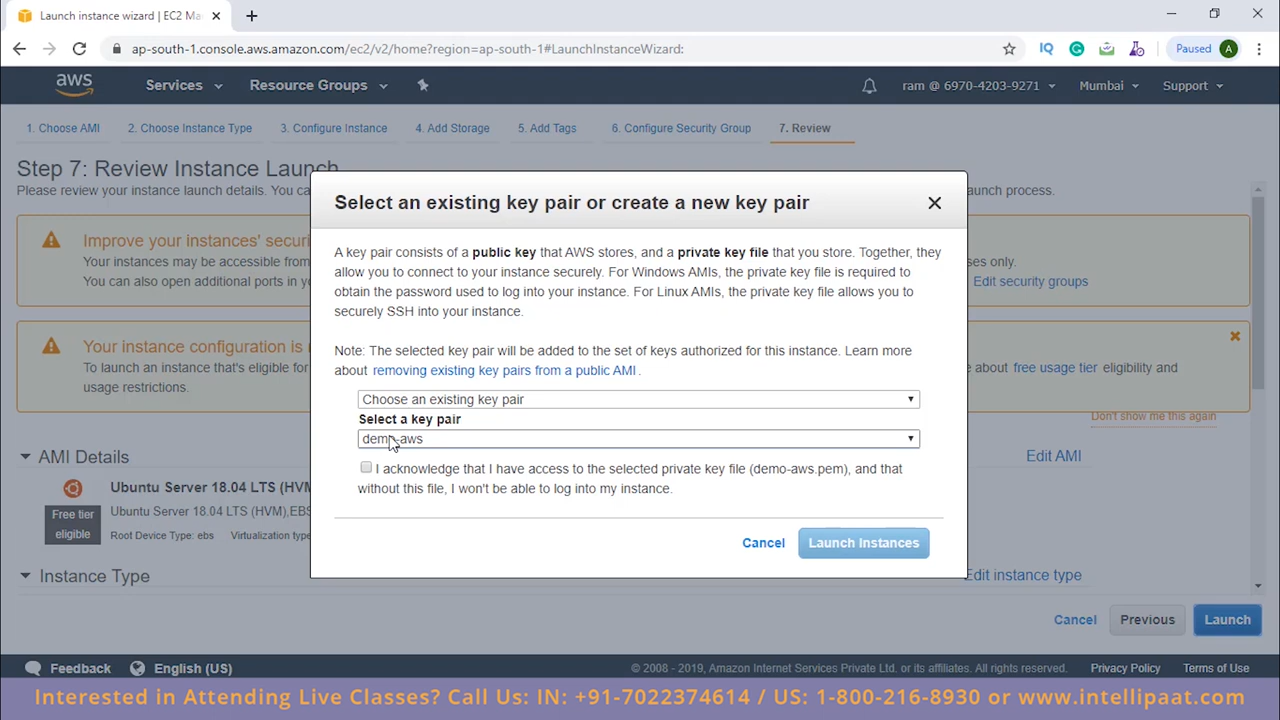 Launch instance wizard | EC2 Ma
ap-south-1.console.aws.amazon.com/ec2/v2/home?region=ap-south-1#LaunchInstanceWizard:
IQ
Paused
A
aws
Services
Resource Groups
ram @ 6970-4203-9271
Mumbai
Support
1. Choose AMI
2. Choose Instance Type
3. Configure Instance
4. Add Storage
5. Add Tags
6. Configure Security Group
7. Review
Step 7: Review Instance Launch
Please review your instance launch details. You ca
aunch process.
Improve your instances' securi
Your instances may be accessible from
You can also open additional ports in y
ses only.
Edit security groups
Your instance configuration is
To launch an instance that's eligible for
usage restrictions.
about free usage tier eligibility and
Don't show me this again
AMI Details
Edit AMI
Free tier
eligible
Ubuntu Server 18.04 LTS (HVM
Ubuntu Server 18.04 LTS (HVM),EBS
Root Device Type: ebs
Virtualization type
Instance Type
Edit instance type
Select an existing key pair or create a new key pair
A key pair consists of a public key that AWS stores, and a private key file that you store. Together, they
allow you to connect to your instance securely. For Windows AMIs, the private key file is required to
obtain the password used to log into your instance. For Linux AMIs, the private key file allows you to
securely SSH into your instance.
Note: The selected key pair will be added to the set of keys authorized for this instance. Learn more
about removing existing key pairs from a public AMI .
Choose an existing key pair
Select a key pair
demo-aws
I acknowledge that I have access to the selected private key file (demo-aws.pem), and that
without this file, I won't be able to log into my instance.
Cancel
Launch Instances
Cancel
Previous
Launch
Feedback
English (US)
© 2008 - 2019, Amazon Internet Services Private Ltd. or its affiliates. All rights reserved.
Privacy Policy
Terms of Use
Interested in Attending Live Classes? Call Us: IN: +91-7022374614 / US: 1-800-216-8930 or www.intellipaat.com